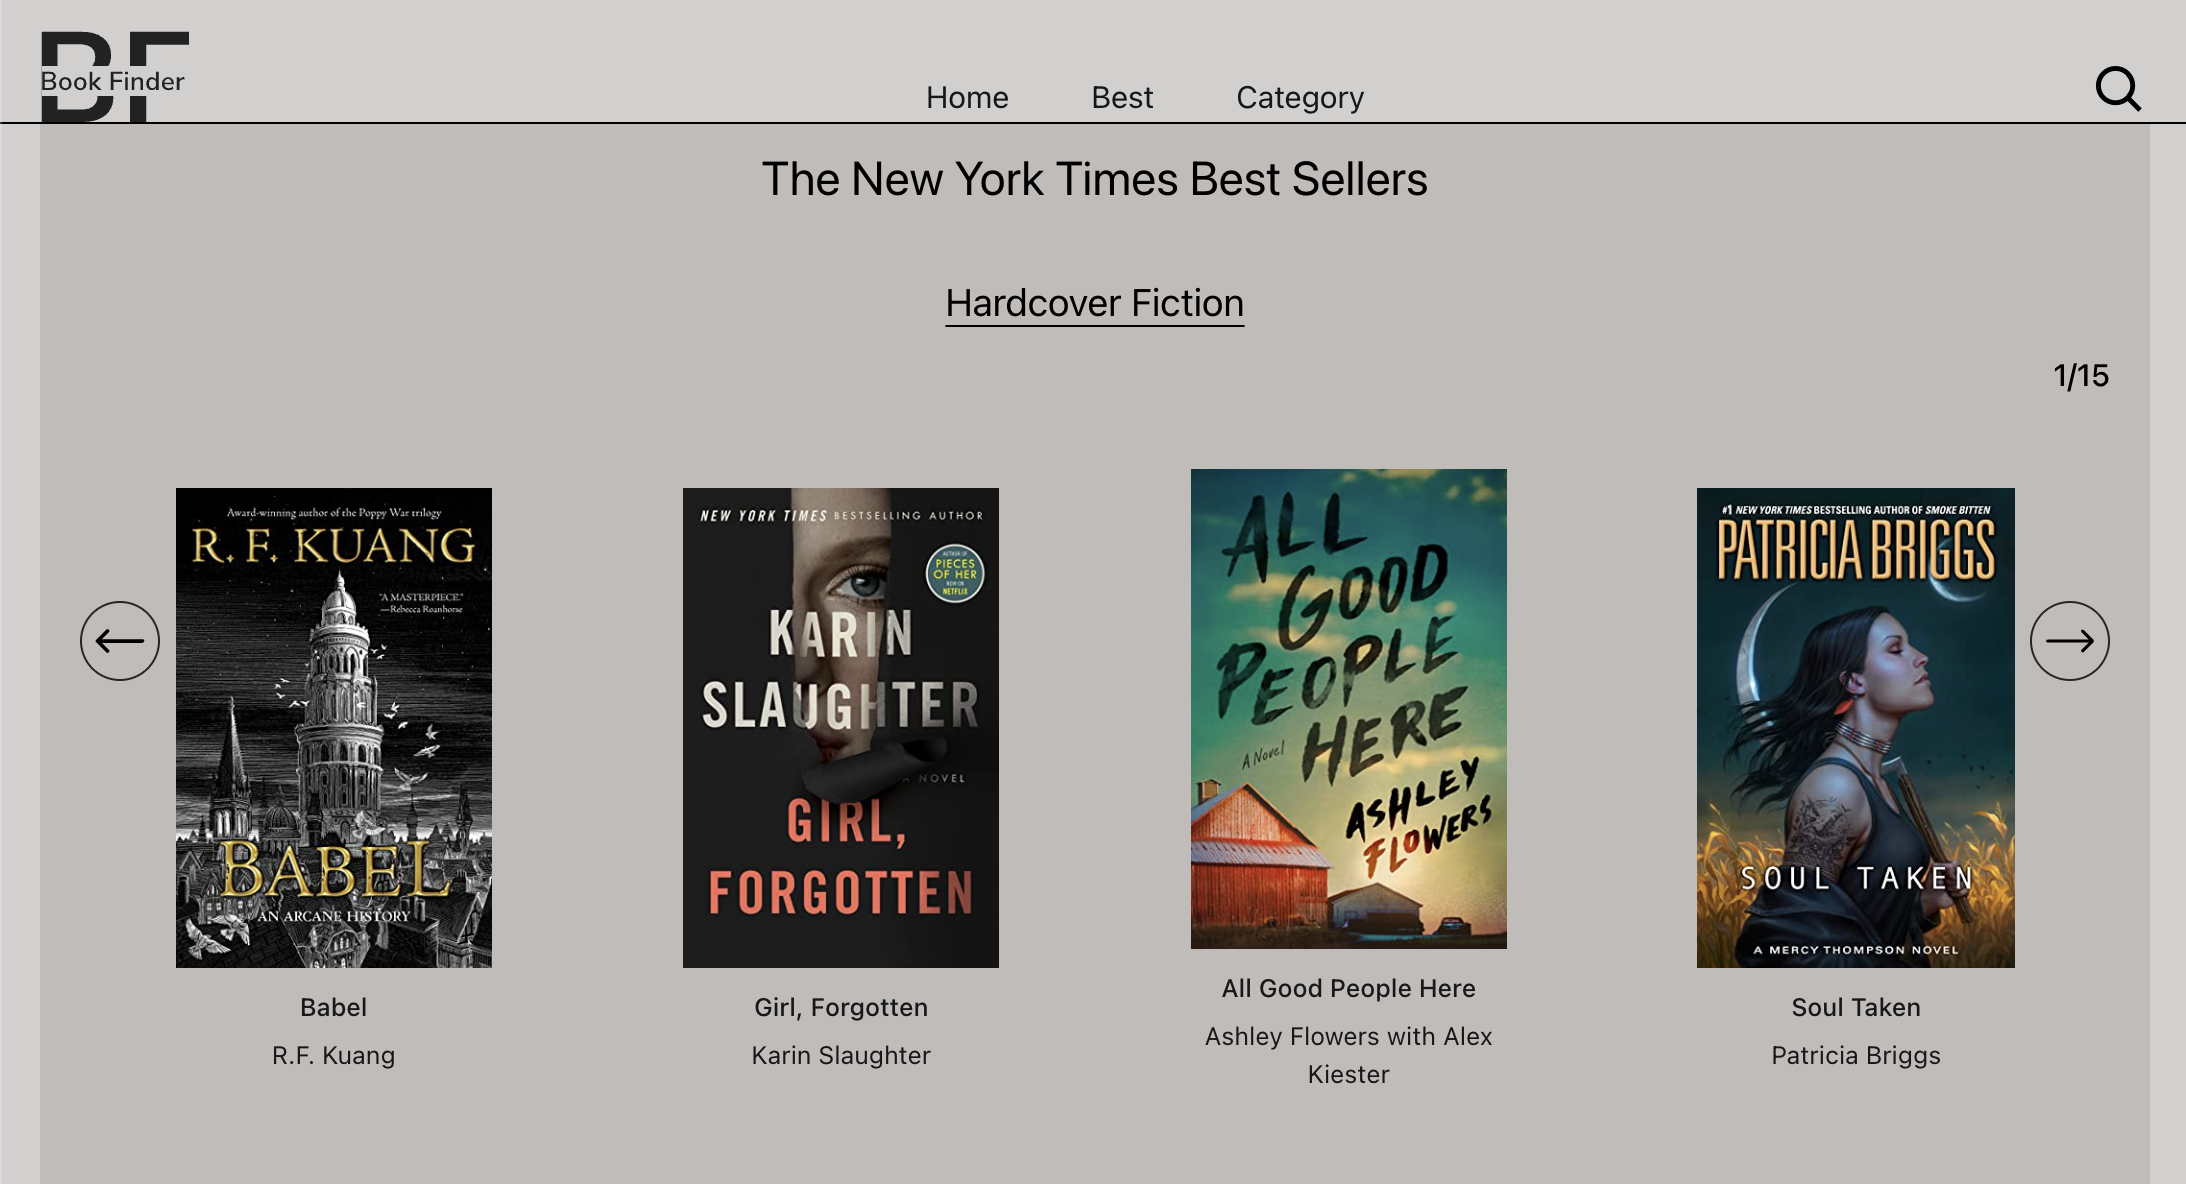 BF
Book Finder
Home Best Category
The New York Times Best Sellers
Hardcover Fiction
1/15
Award-winning author of the Poppy War trilogy
R. F. KUANG
"A MASTERPIECE."
—Rebecca Roanhorse
BABEL
AN ARCANE HISTORY
Babel
R.F. Kuang
NEW YORK TIMES BESTSELLING AUTHOR
AUTHOR OF
PIECES
OF HER
NOW ON
NETFLIX
KARIN
SLAUGHTER
A NOVEL
GIRL,
FORGOTTEN
Girl, Forgotten
Karin Slaughter
ALL
GOOD
PEOPLE
HERE
A Novel
ASHLEY
FLOWERS
All Good People Here
Ashley Flowers with Alex
Kiester
#1 NEW YORK TIMES BESTSELLING AUTHOR OF SMOKE BITTEN
PATRICIA BRIGGS
SOUL TAKEN
A MERCY THOMPSON NOVEL
Soul Taken
Patricia Briggs